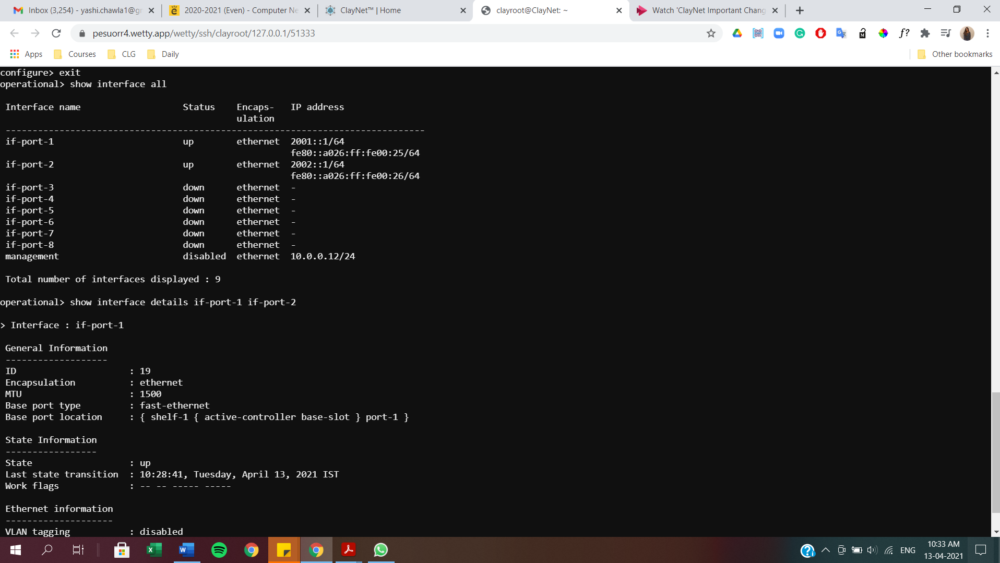 Inbox (3,254) - yashi.chawla1@gm
2020-2021 (Even) - Computer Ne
ClayNet™ | Home
clayroot@ClayNet: ~
Watch 'ClayNet Important Chang
pesuorr4.wetty.app/wetty/ssh/clayroot/127.0.0.1/51333
Apps
Courses
CLG
Daily
Other bookmarks
configure> exit
operational> show interface all
Interface name Status Encaps- IP address
ulation
-------------------------------------------------------------------------------
if-port-1 up ethernet 2001::1/64
fe80::a026:ff:fe00:25/64
if-port-2 up ethernet 2002::1/64
fe80::a026:ff:fe00:26/64
if-port-3 down ethernet -
if-port-4 down ethernet -
if-port-5 down ethernet -
if-port-6 down ethernet -
if-port-7 down ethernet -
if-port-8 down ethernet -
management disabled ethernet 10.0.0.12/24
Total number of interfaces displayed : 9
operational> show interface details if-port-1 if-port-2
> Interface : if-port-1
General Information
-------------------
ID : 19
Encapsulation : ethernet
MTU : 1500
Base port type : fast-ethernet
Base port location : { shelf-1 { active-controller base-slot } port-1 }
State Information
-----------------
State : up
Last state transition : 10:28:41, Tuesday, April 13, 2021 IST
Work flags : -- -- ----- -----
Ethernet information
--------------------
VLAN tagging : disabled
ENG
10:33 AM
13-04-2021